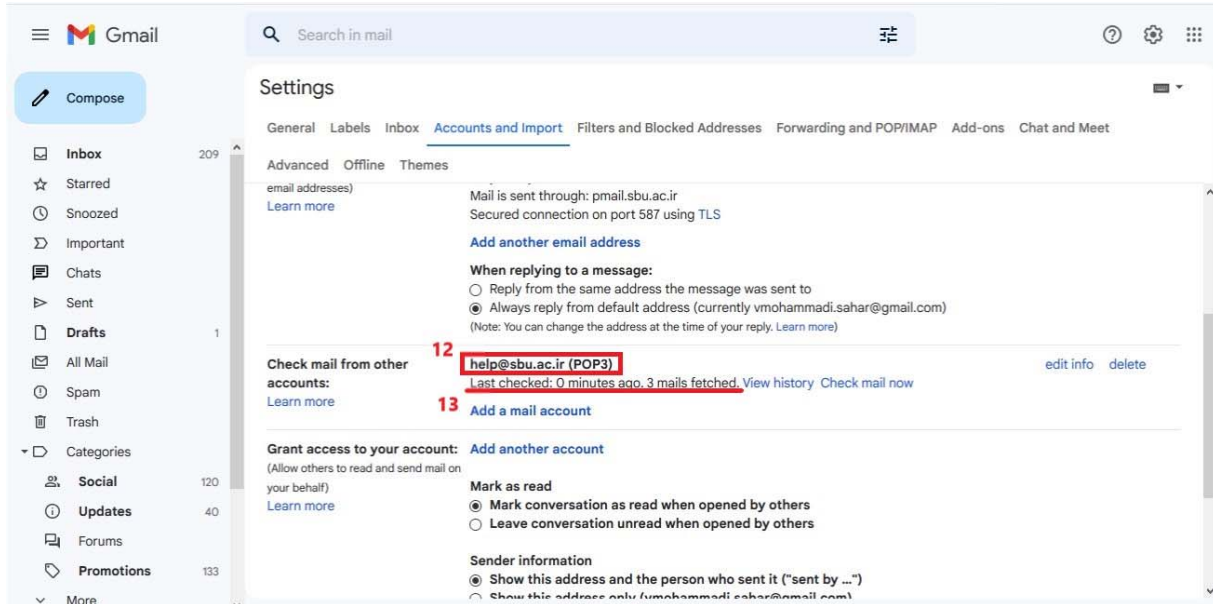 Gmail
Search in mail
Compose
Inbox 209
Starred
Snoozed
Important
Chats
Sent
Drafts 1
All Mail
Spam
Trash
Categories
Social 120
Updates 40
Forums
Promotions 133
More
Settings
General Labels Inbox Accounts and Import Filters and Blocked Addresses Forwarding and POP/IMAP Add-ons Chat and Meet
Advanced Offline Themes
email addresses)
Learn more
Mail is sent through: pmail.sbu.ac.ir
Secured connection on port 587 using TLS
Add another email address
When replying to a message:
Reply from the same address the message was sent to
Always reply from default address (currently vmohammadi.sahar@gmail.com)
(Note: You can change the address at the time of your reply. Learn more)
12
Check mail from other
accounts:
Learn more
help@sbu.ac.ir (POP3) edit info delete
Last checked: 0 minutes ago. 3 mails fetched. View history Check mail now
13
Add a mail account
Grant access to your account:
(Allow others to read and send mail on
your behalf)
Learn more
Add another account
Mark as read
Mark conversation as read when opened by others
Leave conversation unread when opened by others
Sender information
Show this address and the person who sent it ("sent by ...")
Show this address only (vmohammadi.sahar@gmail.com)